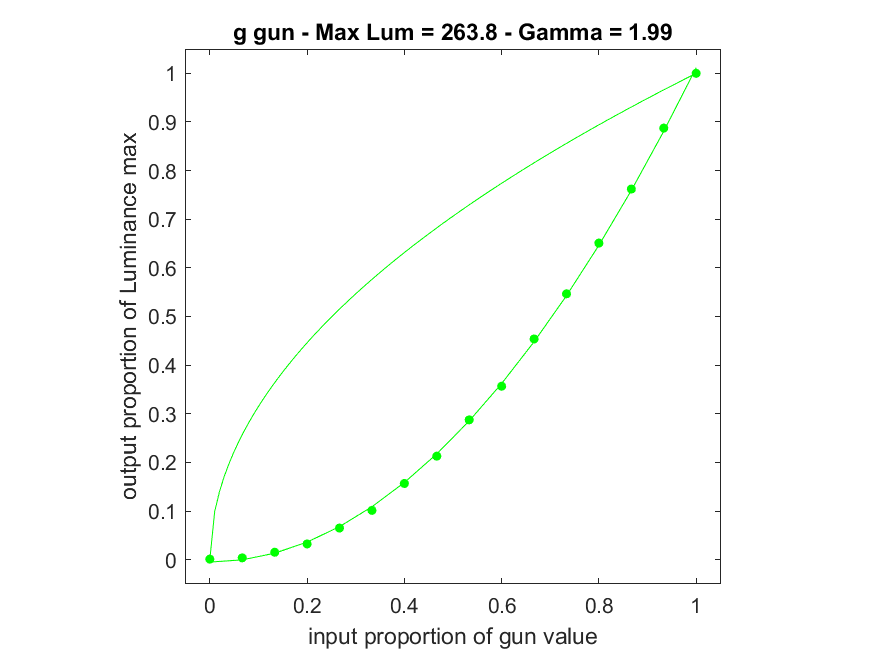 g gun - Max Lum = 263.8 - Gamma = 1.99
output proportion of Luminance max
1
0.9
0.8
0.7
0.6
0.5
0.4
0.3
0.2
0.1
0
0 0.2 0.4 0.6 0.8 1
input proportion of gun value